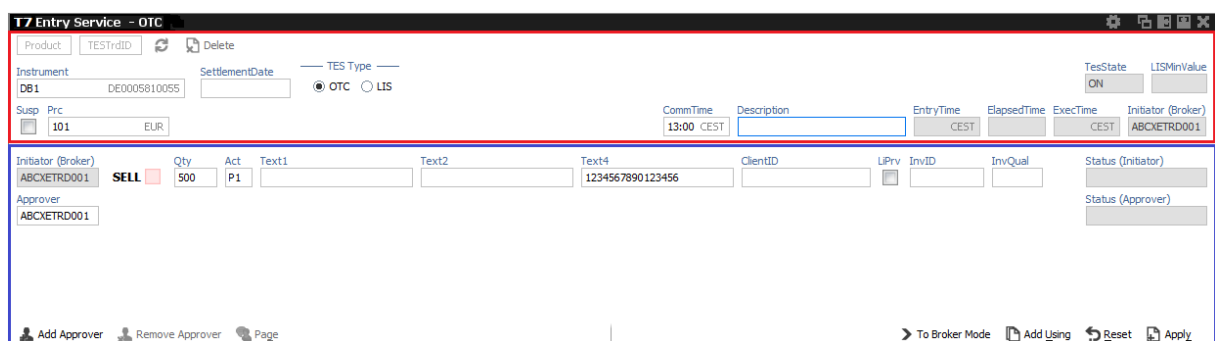 T7 Entry Service - OTC
Product TESTrdID Delete
Instrument SettlementDate TES Type TesState LISMinValue
DB1 DE0005810055 OTC LIS ON
Susp Prc CommTime Description EntryTime ElapsedTime ExecTime Initiator (Broker)
101 EUR 13:00 CEST CEST CEST ABCXETRD001
Initiator (Broker) Qty Act Text1 Text2 Text4 ClientID LiPrv InvID InvQual Status (Initiator)
ABCXETRD001 SELL 500 P1 1234567890123456
Approver Status (Approver)
ABCXETRD001
Add Approver Remove Approver Page To Broker Mode Add Using Reset Apply